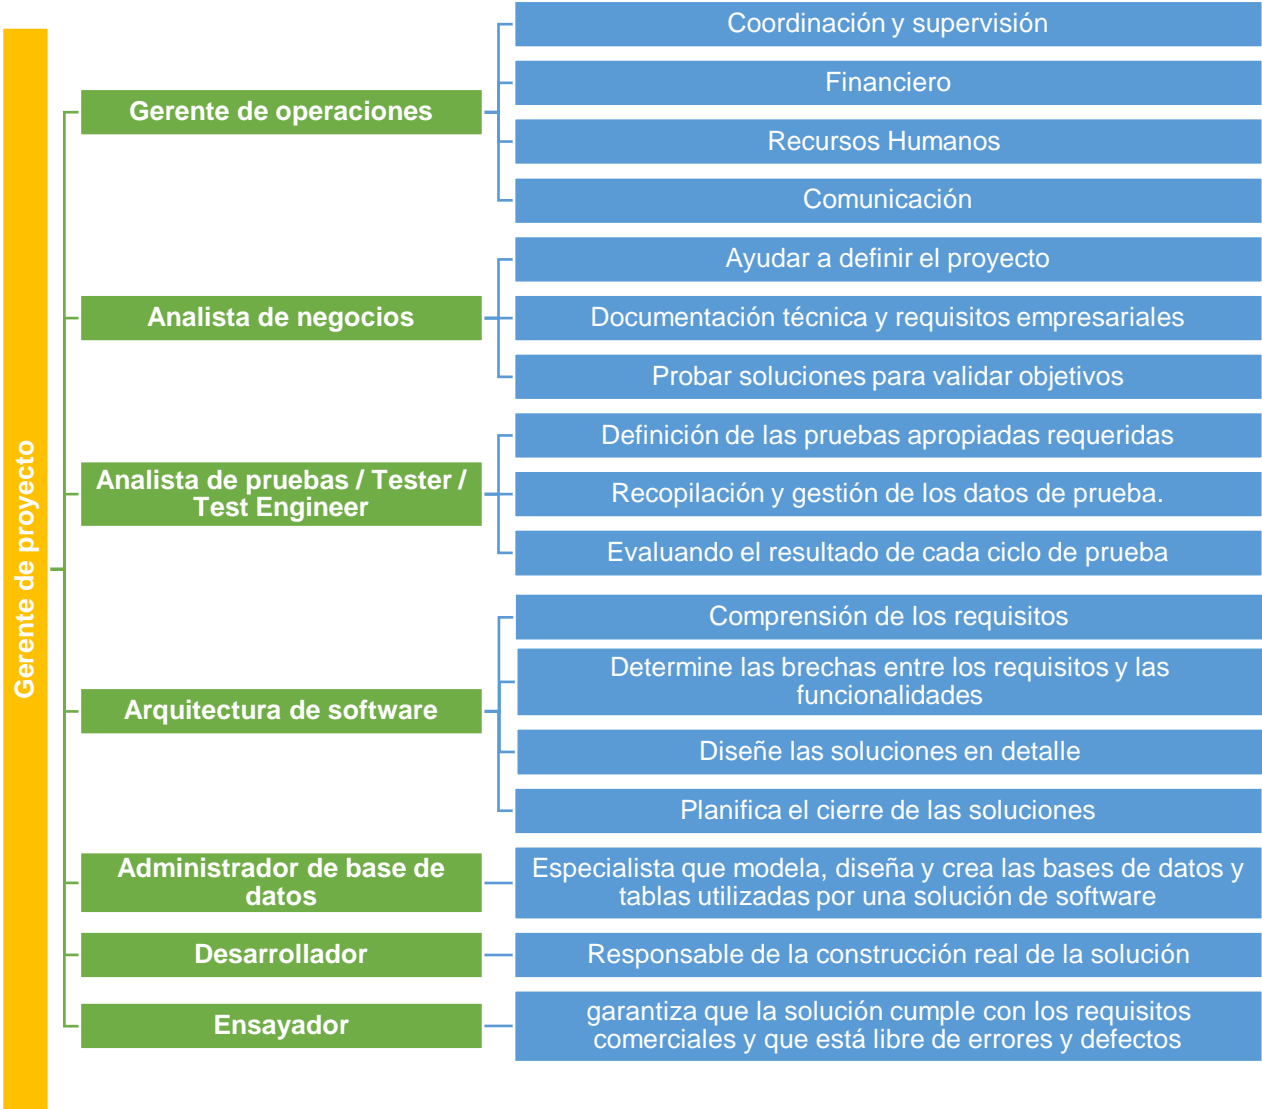 Gerente de proyecto
Gerente de operaciones
Coordinación y supervisión
Financiero
Recursos Humanos
Comunicación
Analista de negocios
Ayudar a definir el proyecto
Documentación técnica y requisitos empresariales
Probar soluciones para validar objetivos
Analista de pruebas / Tester /
Test Engineer
Definición de las pruebas apropiadas requeridas
Recopilación y gestión de los datos de prueba.
Evaluando el resultado de cada ciclo de prueba
Arquitectura de software
Comprensión de los requisitos
Determine las brechas entre los requisitos y las
funcionalidades
Diseñe las soluciones en detalle
Planifica el cierre de las soluciones
Administrador de base de
datos
Especialista que modela, diseña y crea las bases de datos y
tablas utilizadas por una solución de software
Desarrollador
Responsable de la construcción real de la solución
Ensayador
garantiza que la solución cumple con los requisitos
comerciales y que está libre de errores y defectos